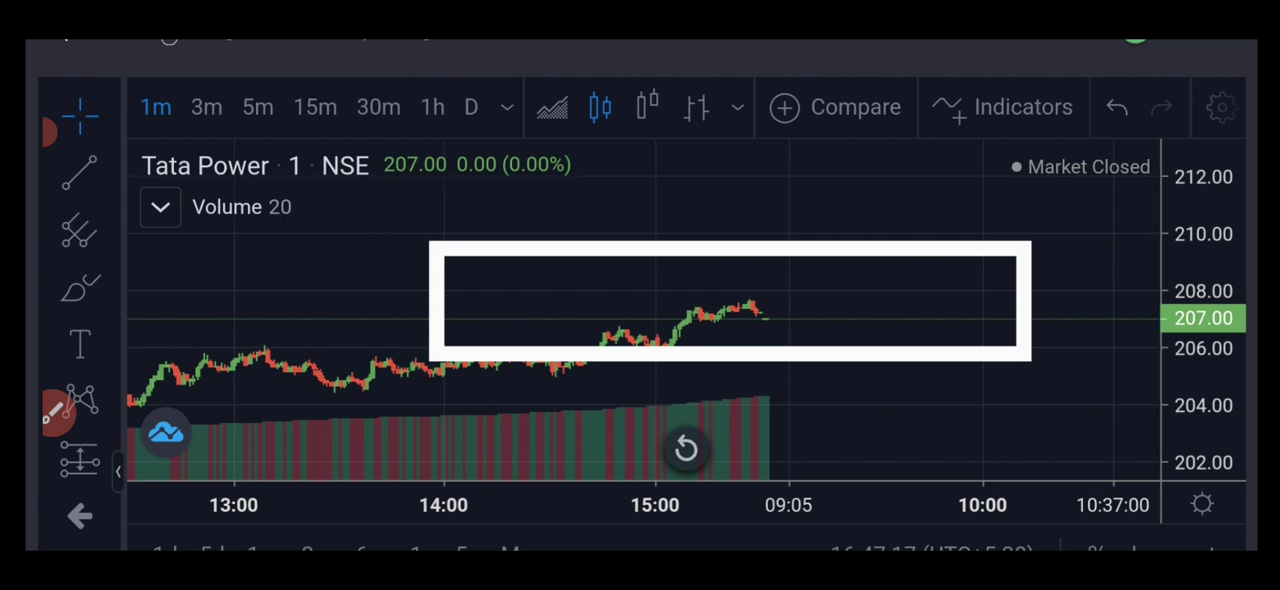 1m 3m 5m 15m 30m 1h D Compare Indicators
Tata Power · 1 · NSE 207.00 0.00 (0.00%)
Market Closed
Volume 20
212.00
210.00
208.00
207.00
206.00
204.00
202.00
13:00 14:00 15:00 09:05 10:00 10:37:00